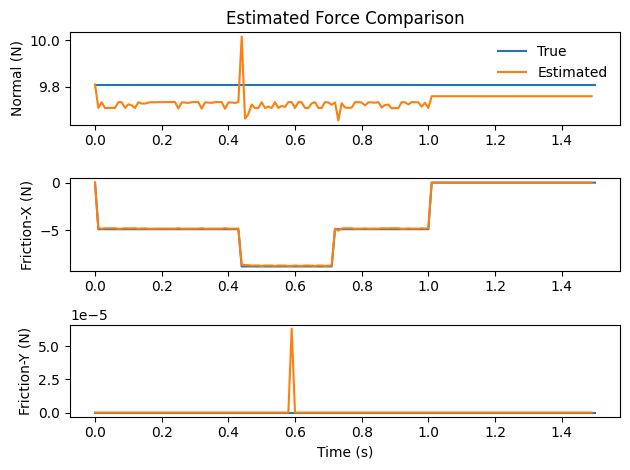 Estimated Force Comparison
Normal (N)
10.0
9.8
True
Estimated
0.0 0.2 0.4 0.6 0.8 1.0 1.2 1.4
Friction-X (N)
0
−5
0.0 0.2 0.4 0.6 0.8 1.0 1.2 1.4
1e−5
Friction-Y (N)
5.0
2.5
0.0
0.0 0.2 0.4 0.6 0.8 1.0 1.2 1.4
Time (s)